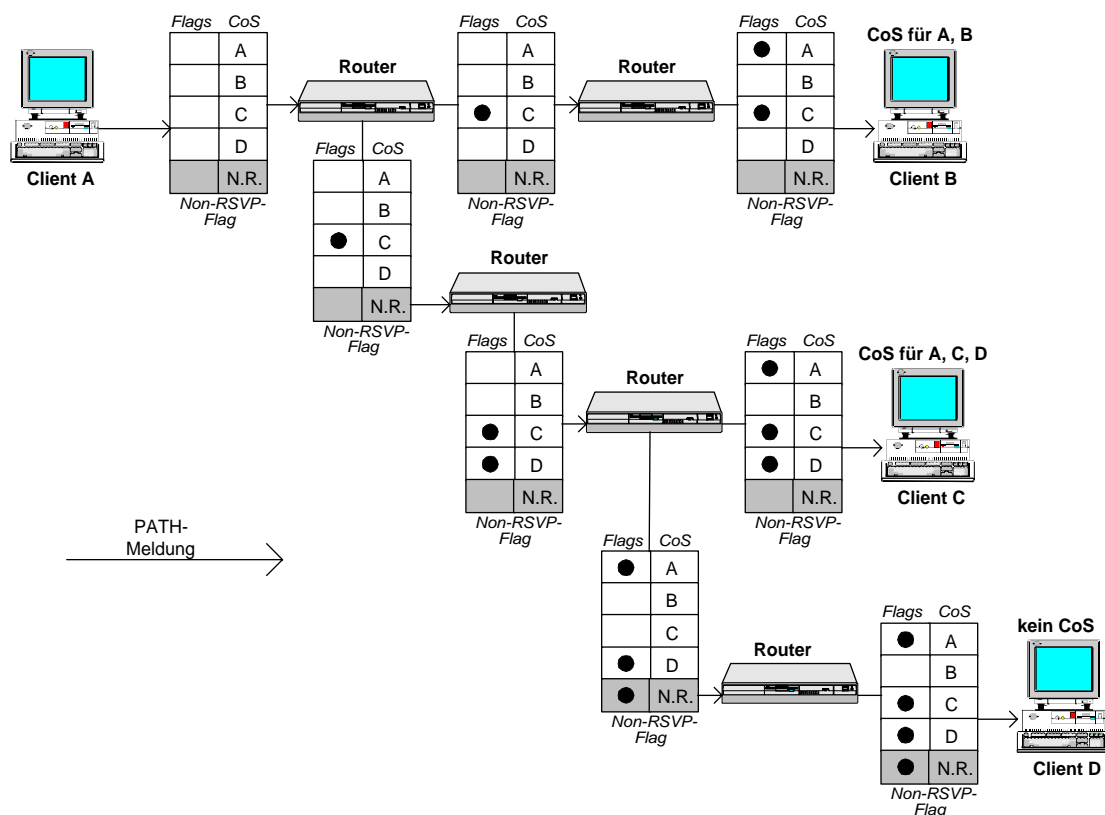 Flags CoS
A
B
C
D
N.R.
Non-RSVP-
Flag
Client A
Router
Flags CoS
A
B
C
D
N.R.
Non-RSVP-
Flag
Router
Flags CoS
A
B
C
D
N.R.
Non-RSVP-
Flag
CoS für A, B
Client B
Flags CoS
A
B
C
D
N.R.
Non-RSVP-
Flag
Router
Flags CoS
A
B
C
D
N.R.
Non-RSVP-
Flag
Router
Flags CoS
A
B
C
D
N.R.
Non-RSVP-
Flag
CoS für A, C, D
Client C
PATH-
Meldung
Flags CoS
A
B
C
D
N.R.
Non-RSVP-
Flag
Router
Flags CoS
A
B
C
D
N.R.
Non-RSVP-
Flag
kein CoS
Client D